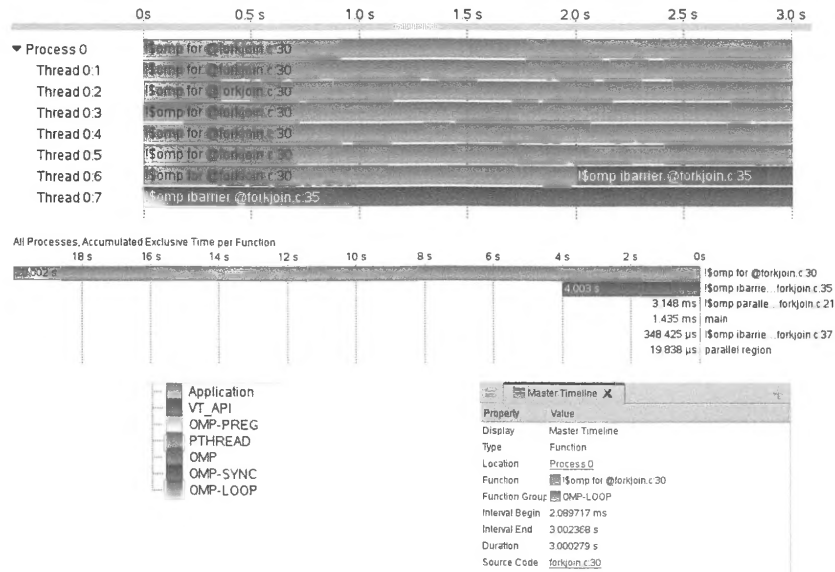 0s 0.5 s 1.0 s 1.5 s 2.0 s 2.5 s 3.0 s
Process 0 !$omp for @forkjoin.c:30
Thread 0:1 !$omp for @forkjoin.c:30
Thread 0:2 !$omp for @forkjoin.c:30
Thread 0:3 !$omp for @forkjoin.c:30
Thread 0:4 !$omp for @forkjoin.c:30
Thread 0:5 !$omp for @forkjoin.c:30
Thread 0:6 !$omp for @forkjoin.c:30 !$omp ibarrier @forkjoin.c:35
Thread 0:7 !$omp ibarrier @forkjoin.c:35
All Processes, Accumulated Exclusive Time per Function
18 s 16 s 14 s 12 s 10 s 8 s 6 s 4 s 2 s 0s
!$omp for @forkjoin.c:30
4.003 s !$omp ibarrie...forkjoin.c:35
3.148 ms !$omp paralle...forkjoin.c:21
1.435 ms main
348.425 µs !$omp ibarrie...forkjoin.c:37
19.838 µs parallel region
Application
VT_API
OMP-PREG
PTHREAD
OMP
OMP-SYNC
OMP-LOOP
Master Timeline X
Property Value
Display Master Timeline
Type Function
Location Process 0
Function !$omp for @forkjoin.c:30
Function Group OMP-LOOP
Interval Begin 2.089717 ms
Interval End 3.002368 s
Duration 3.000279 s
Source Code forkjoin.c:30